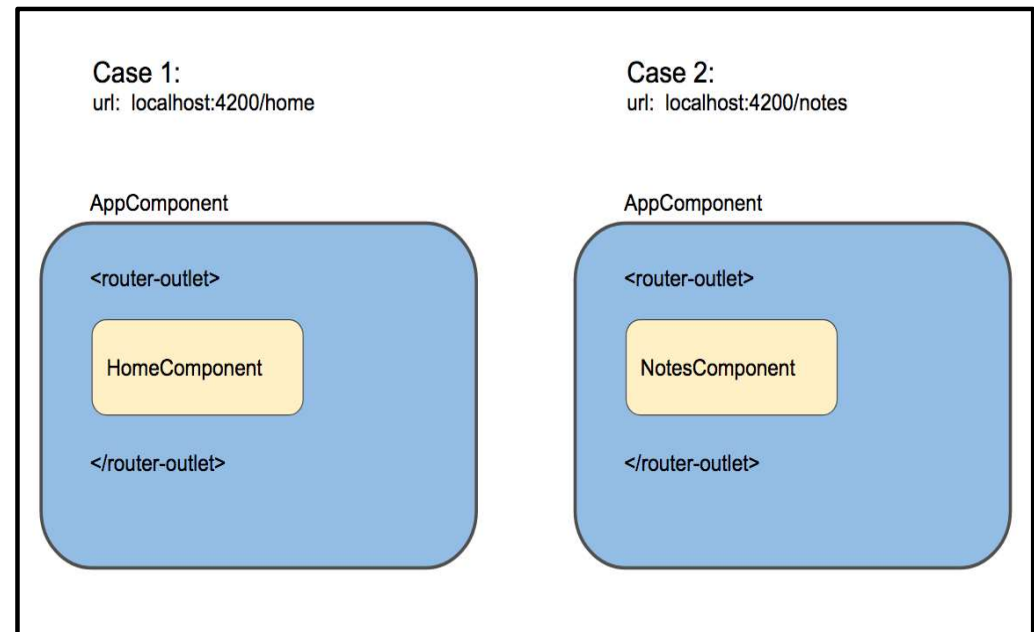 Case 1:
url: localhost:4200/home
AppComponent
<router-outlet>
HomeComponent
</router-outlet>
Case 2:
url: localhost:4200/notes
AppComponent
<router-outlet>
NotesComponent
</router-outlet>